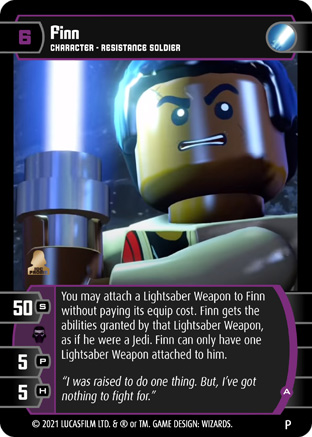 6
Finn
CHARACTER • RESISTANCE SOLDIER
50 S
You may attach a Lightsaber Weapon to Finn
without paying its equip cost. Finn gets the
abilities granted by that Lightsaber Weapon,
as if he were a Jedi. Finn can only have one
Lightsaber Weapon attached to him.
5 P
5 H
“I was raised to do one thing. But, I’ve got
nothing to fight for.”
A
© 2021 LUCASFILM LTD. & ® or TM. GAME DESIGN: WIZARDS.
P